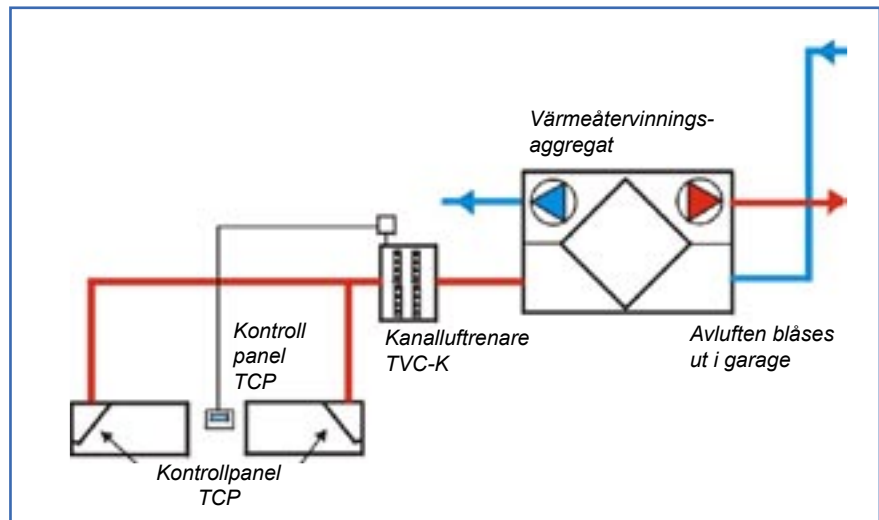 Värmeåtervinnings-
aggregat
Kontroll
panel
TCP
Kanalluftrenare
TVC-K
Avluften blåses
ut i garage
Kontrollpanel
TCP